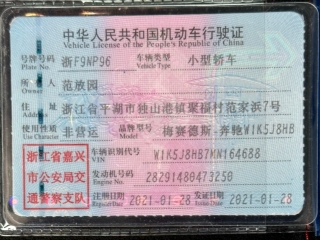 中华人民共和国机动车行驶证
Vehicle License of the People's Republic of China
号牌号码 浙F9NP96 车辆类型 小型轿车
Plate No. Vehicle Type
所有人 范放园
Owner
住址 浙江省平湖市独山港镇聚福村范家浜7号
Address
使用性质 非营运 品牌型号 梅赛德斯-奔驰W1K5J8HB
Use Character Model
浙江省嘉兴 车辆识别代号 W1K5J8HB7MN164688
VIN
市公安局交 发动机号码 28291480473250
Engine No.
通警察支队 注册日期 2021-01-28 发证日期 2021-01-28
Register Date Issue Date